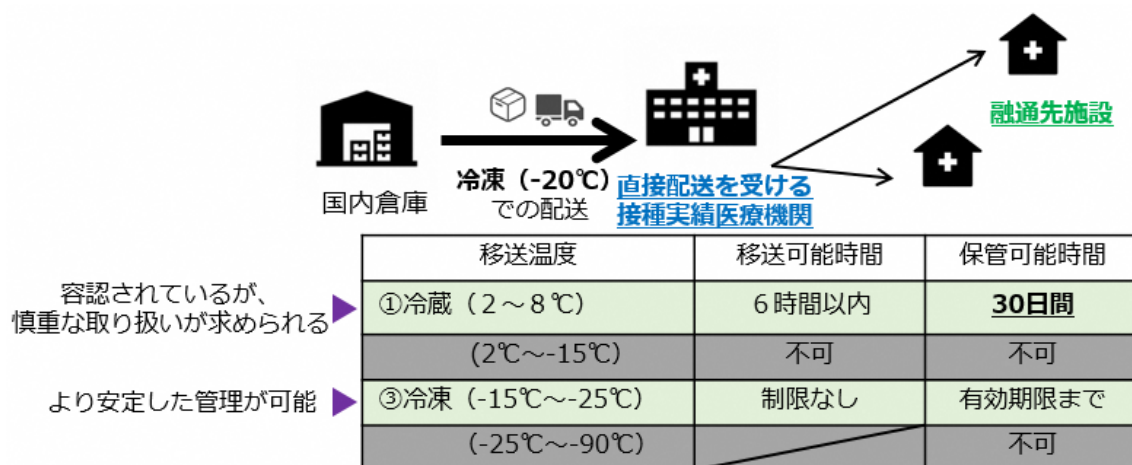 融通先施設
国内倉庫
冷凍（-20℃）
での配送
直接配送を受ける
接種実績医療機関
移送温度 移送可能時間 保管可能時間
容認されているが、
慎重な取り扱いが求められる
①冷蔵（2～8℃） 6時間以内 30日間
(2℃～-15℃) 不可 不可
より安定した管理が可能
③冷凍（-15℃～-25℃） 制限なし 有効期限まで
(-25℃～-90℃) 不可